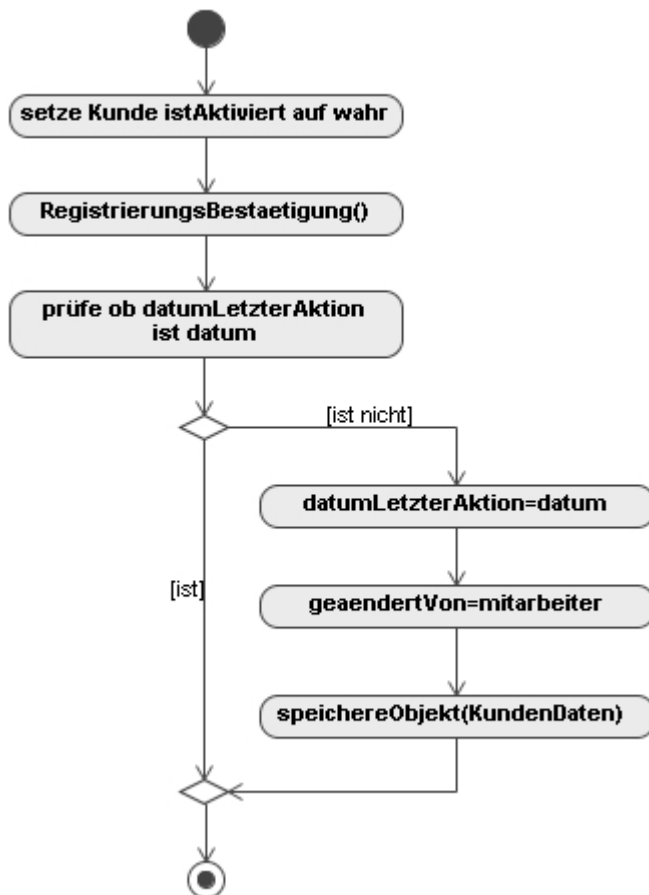 setze Kunde istAktiviert auf wahr
RegistrierungsBestaetigung()
prüfe ob datumLetzterAktion
ist datum
[ist nicht]
datumLetzterAktion=datum
[ist]
geaendertVon=mitarbeiter
speichereObjekt(KundenDaten)